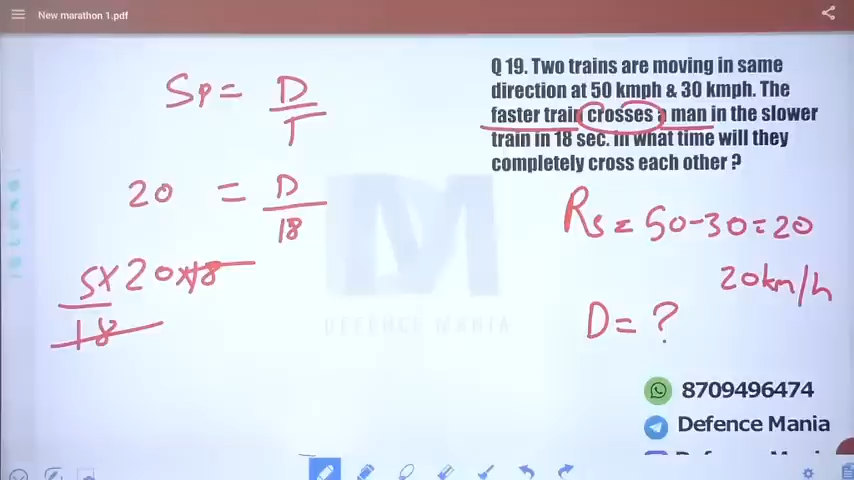 New marathon 1.pdf
Sp = D/T
20 = D/18
5 × 20 × 18
18
Q 19. Two trains are moving in same
direction at 50 kmph & 30 kmph. The
faster train crosses a man in the slower
train in 18 sec. In what time will they
completely cross each other ?
Rs = 50-30=20
20km/h
D = ?
DEFENCE MANIA
8709496474
Defence Mania